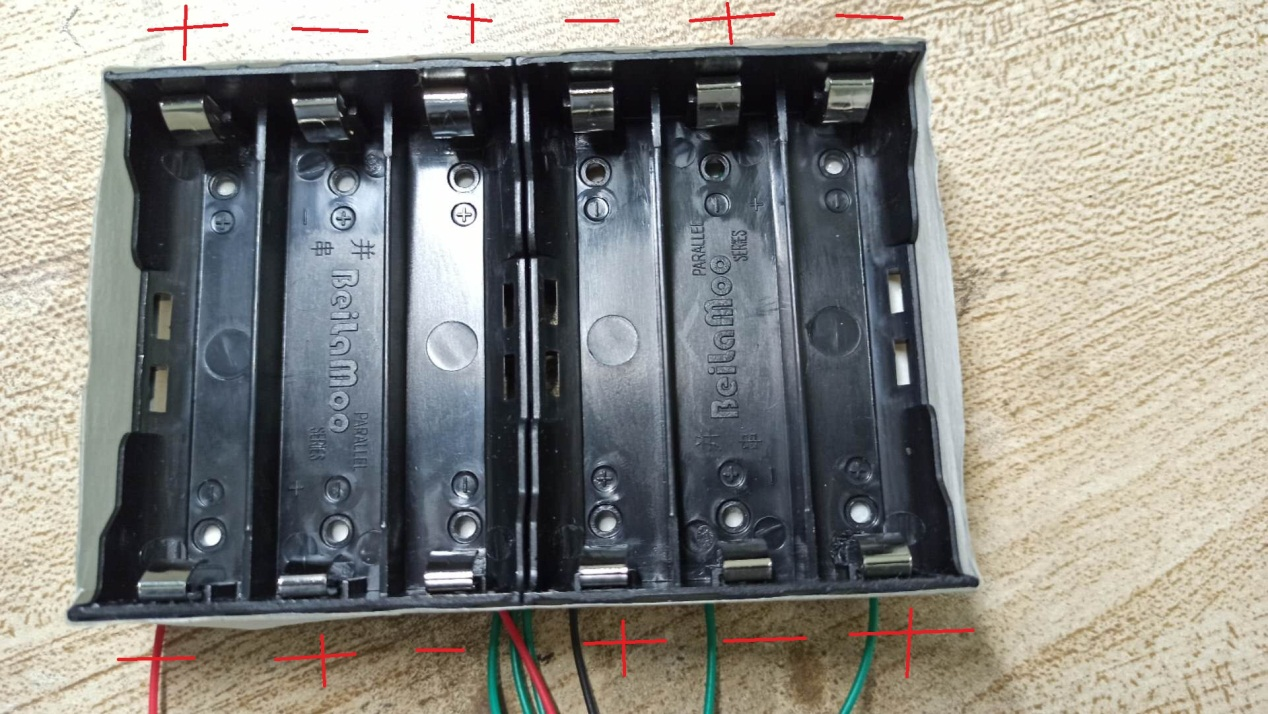 + − + − + −
+ + + − − −
串 并
BeilaMoo
SERIES PARALLEL
+
− − −
PARALLEL SERIES
+
BeilaMoo
并 串
+ + +
+ + − + − +